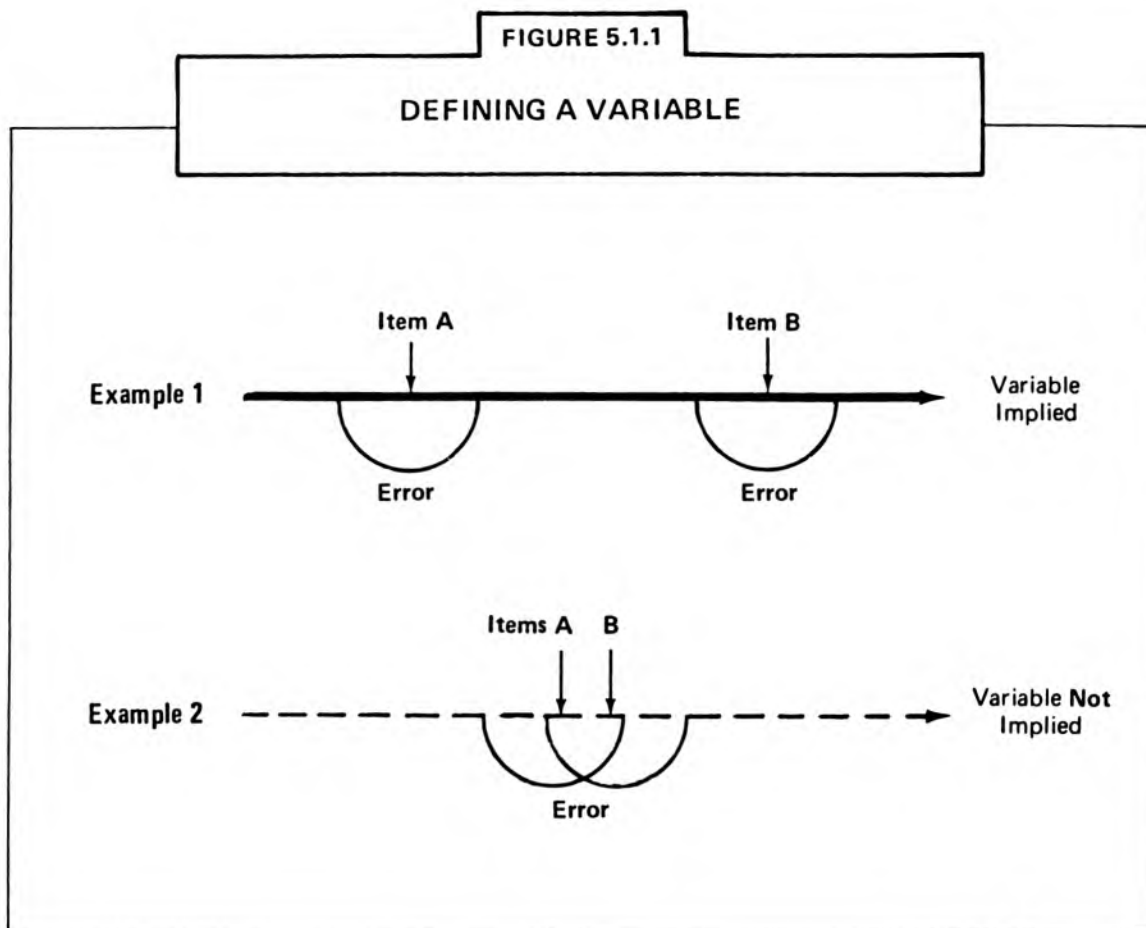 FIGURE 5.1.1
DEFINING A VARIABLE
Item A
Item B
Example 1
Variable
Implied
Error
Error
Items A B
Example 2
Variable Not
Implied
Error